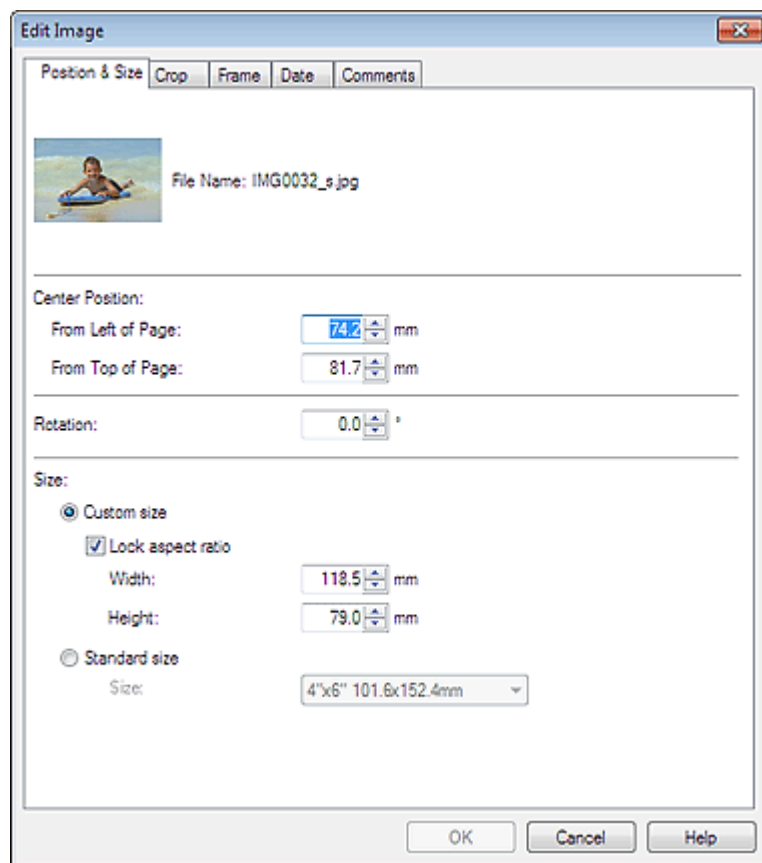 Edit Image
Position & Size Crop Frame Date Comments
File Name: IMG0032_s.jpg
Center Position:
From Left of Page: 74.2 mm
From Top of Page: 81.7 mm
Rotation: 0.0 °
Size:
Custom size
Lock aspect ratio
Width: 118.5 mm
Height: 79.0 mm
Standard size
Size: 4"x6" 101.6x152.4mm
OK Cancel Help